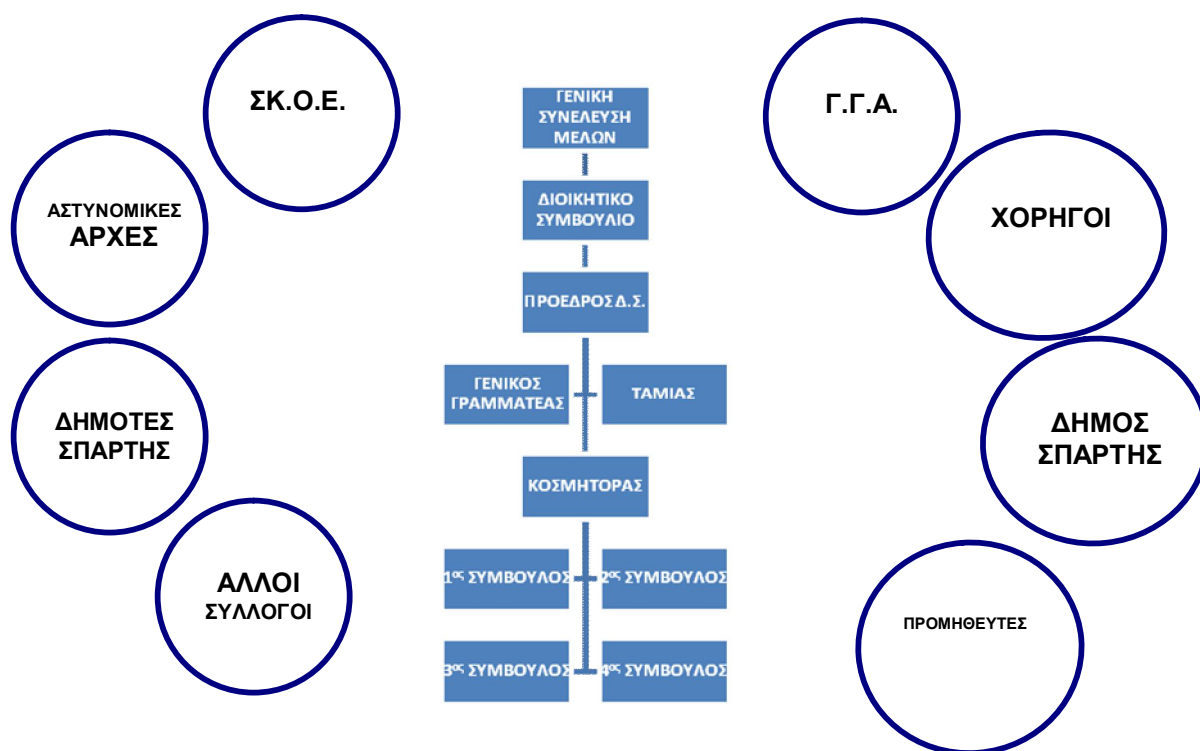 ΣΚ.Ο.Ε.
ΑΣΤΥΝΟΜΙΚΕΣ
ΑΡΧΕΣ
ΔΗΜΟΤΕΣ
ΣΠΑΡΤΗΣ
ΑΛΛΟΙ
ΣΥΛΛΟΓΟΙ
ΓΕΝΙΚΗ
ΣΥΝΕΛΕΥΣΗ
ΜΕΛΩΝ
ΔΙΟΙΚΗΤΙΚΟ
ΣΥΜΒΟΥΛΙΟ
ΠΡΟΕΔΡΟΣ Δ.Σ.
ΓΕΝΙΚΟΣ
ΓΡΑΜΜΑΤΕΑΣ
ΤΑΜΙΑΣ
ΚΟΣΜΗΤΟΡΑΣ
1ος ΣΥΜΒΟΥΛΟΣ
2ος ΣΥΜΒΟΥΛΟΣ
3ος ΣΥΜΒΟΥΛΟΣ
4ος ΣΥΜΒΟΥΛΟΣ
Γ.Γ.Α.
ΧΟΡΗΓΟΙ
ΔΗΜΟΣ
ΣΠΑΡΤΗΣ
ΠΡΟΜΗΘΕΥΤΕΣ